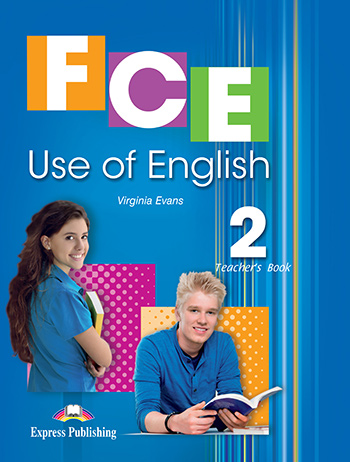 FCE
Use of English
Virginia Evans
2
Teacher's Book
Express Publishing